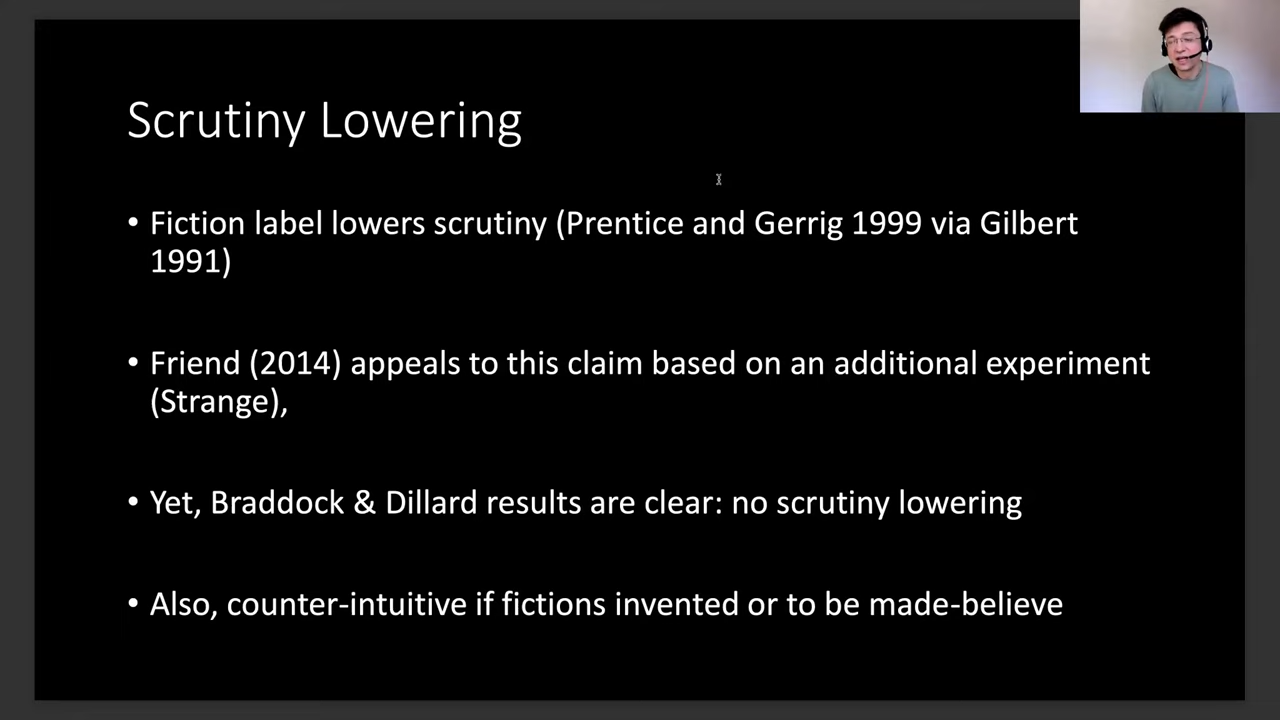 Scrutiny Lowering
• Fiction label lowers scrutiny (Prentice and Gerrig 1999 via Gilbert
1991)
• Friend (2014) appeals to this claim based on an additional experiment
(Strange),
• Yet, Braddock & Dillard results are clear: no scrutiny lowering
• Also, counter-intuitive if fictions invented or to be made-believe